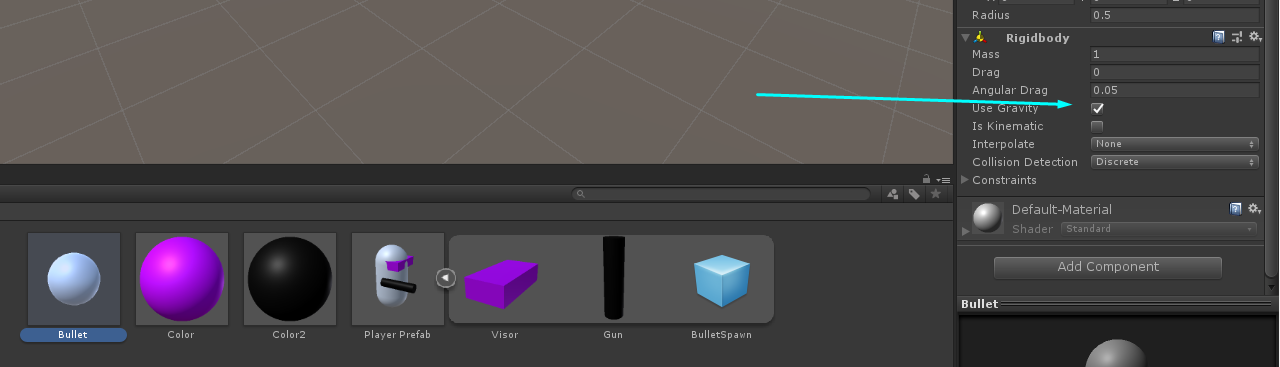 Radius 0.5
Rigidbody
Mass 1
Drag 0
Angular Drag 0.05
Use Gravity
Is Kinematic
Interpolate None
Collision Detection Discrete
Constraints
Default-Material
Shader Standard
Add Component
Bullet
Bullet Color Color2 Player Prefab Visor Gun BulletSpawn